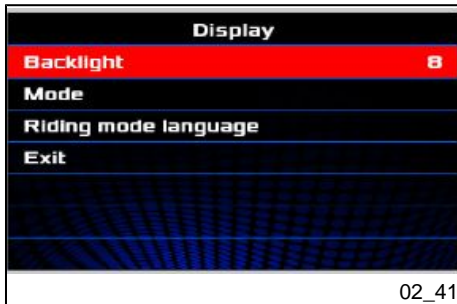 Display
Backlight 8
Mode
Riding mode language
Exit
02_41